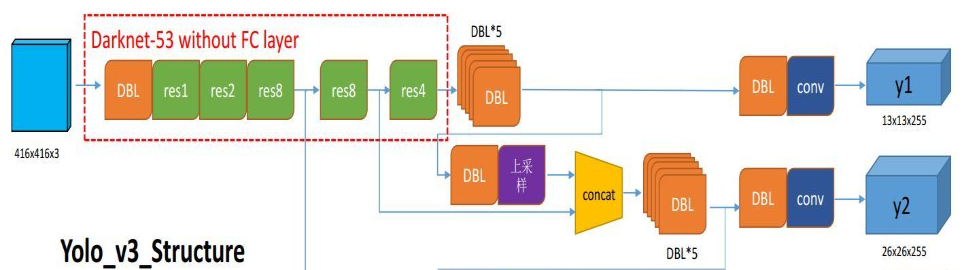 Darknet-53 without FC layer
DBL*5
DBL
res1
res2
res8
res8
res4
DBL
DBL
conv
y1
13x13x255
416x416x3
DBL
上采
样
concat
DBL
DBL
conv
y2
DBL*5
26x26x255
Yolo_v3_Structure